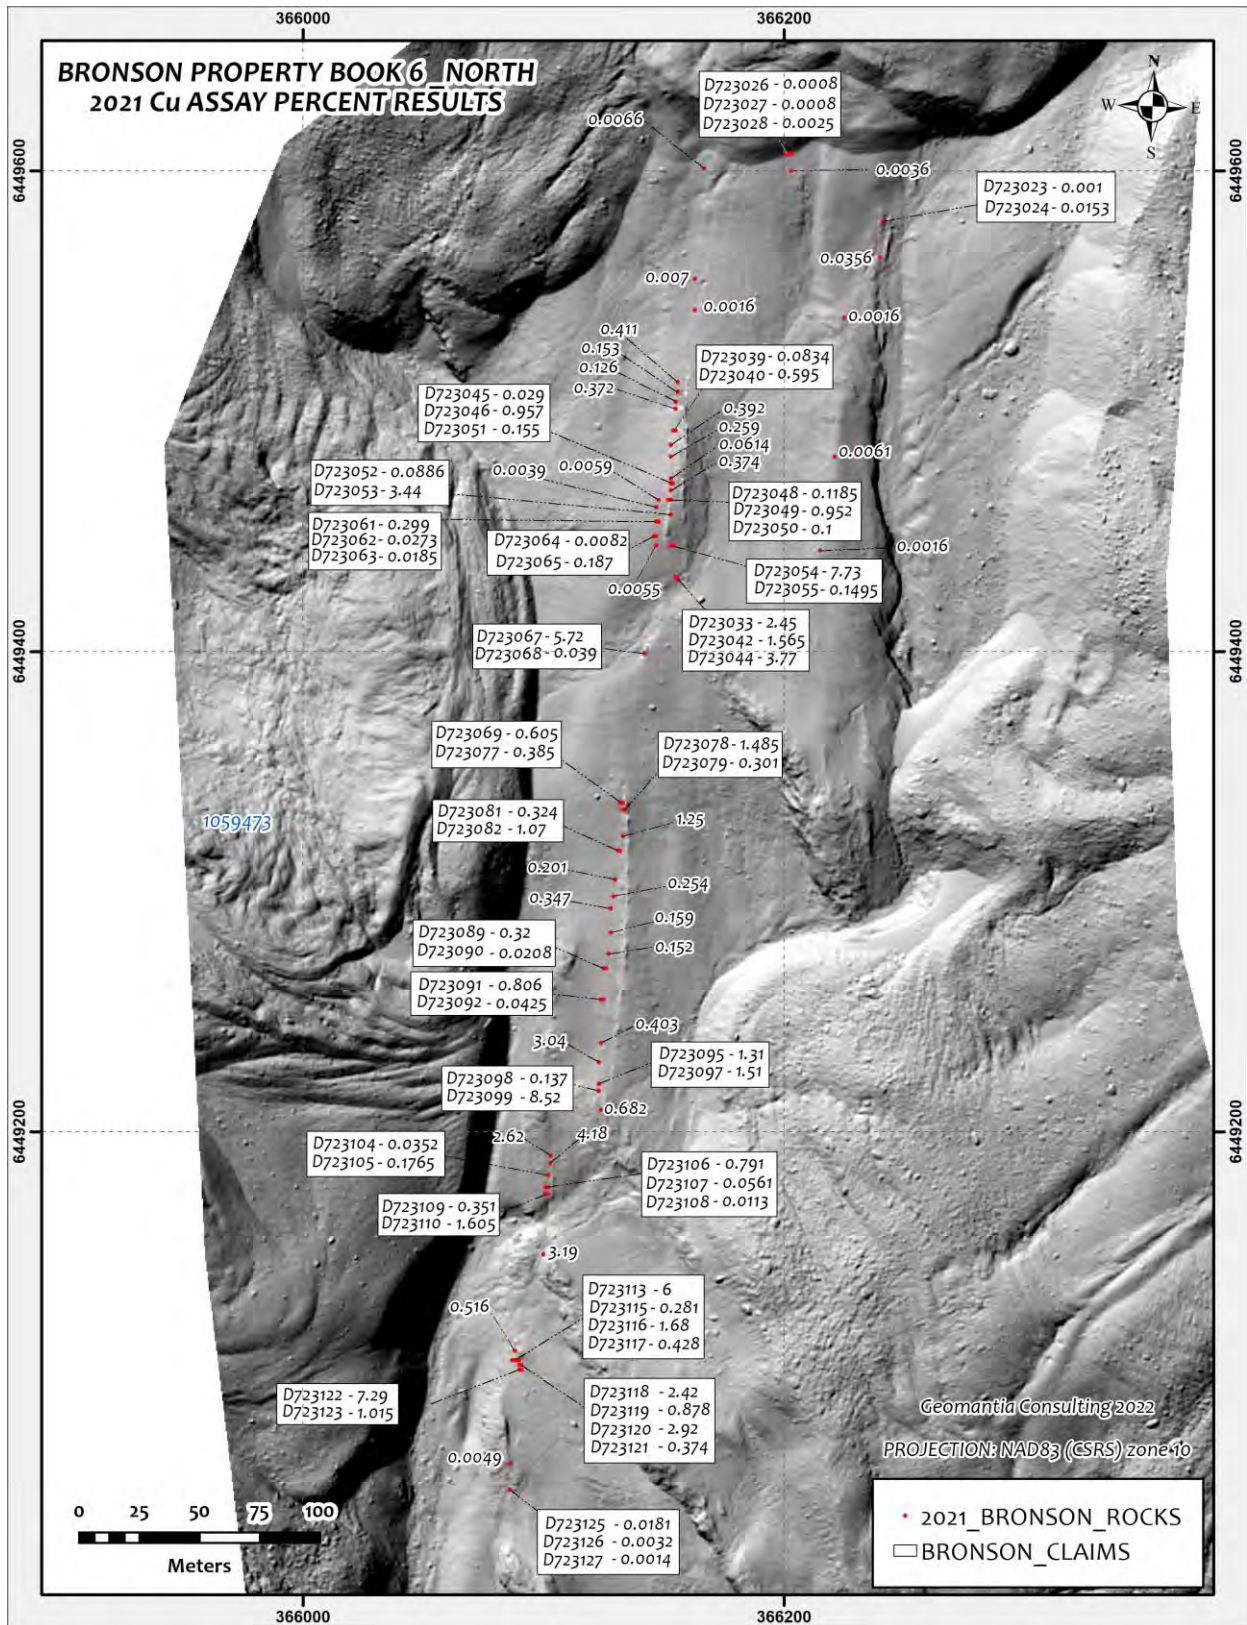 366000
366200
BRONSON PROPERTY BOOK 6_NORTH
2021 Cu ASSAY PERCENT RESULTS
D723026 - 0.0008
D723027 - 0.0008
D723028 - 0.0025
N
W
E
S
0.0066
6449600
6449600
0.0036
D723023 - 0.001
D723024 - 0.0153
0.0356
0.007
0.0016
0.0016
0.411
0.153
0.126
0.372
D723039 - 0.0834
D723040 - 0.595
D723045 - 0.029
D723046 - 0.957
D723051 - 0.155
0.392
0.259
0.0614
0.374
0.0061
0.0059
0.0039
D723052 - 0.0886
D723053 - 3.44
D723048 - 0.1185
D723049 - 0.952
D723050 - 0.1
D723061 - 0.299
D723062 - 0.0273
D723063 - 0.0185
D723064 - 0.0082
D723065 - 0.187
0.0016
0.0055
D723054 - 7.73
D723055 - 0.1495
D723033 - 2.45
D723042 - 1.565
D723044 - 3.77
D723067 - 5.72
D723068 - 0.039
6449400
6449400
D723069 - 0.605
D723077 - 0.385
D723078 - 1.485
D723079 - 0.301
D723081 - 0.324
D723082 - 1.07
1.25
1059473
0.201
0.254
0.347
0.159
D723089 - 0.32
D723090 - 0.0208
0.152
D723091 - 0.806
D723092 - 0.0425
0.403
3.04
D723095 - 1.31
D723097 - 1.51
D723098 - 0.137
D723099 - 8.52
0.682
6449200
6449200
2.62
4.18
D723104 - 0.0352
D723105 - 0.1765
D723106 - 0.791
D723107 - 0.0561
D723108 - 0.0113
D723109 - 0.351
D723110 - 1.605
3.19
D723113 - 6
D723115 - 0.281
D723116 - 1.68
D723117 - 0.428
0.516
D723122 - 7.29
D723123 - 1.015
D723118 - 2.42
D723119 - 0.878
D723120 - 2.92
D723121 - 0.374
Geomantia Consulting 2022
PROJECTION: NAD83 (CSRS) zone 10
0.0049
D723125 - 0.0181
D723126 - 0.0032
D723127 - 0.0014
0 25 50 75 100
Meters
2021_BRONSON_ROCKS
BRONSON_CLAIMS
366000
366200